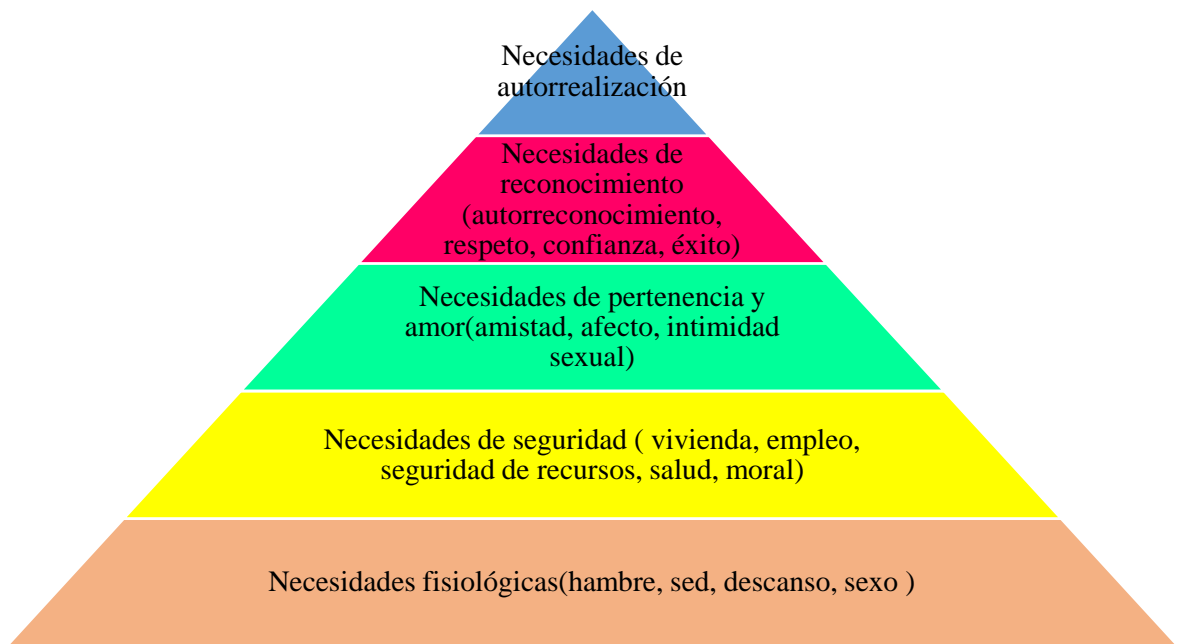 Necesidades de
autorrealización
Necesidades de
reconocimiento
(autorreconocimiento,
respeto, confianza, éxito)
Necesidades de pertenencia y
amor(amistad, afecto, intimidad
sexual)
Necesidades de seguridad ( vivienda, empleo,
seguridad de recursos, salud, moral)
Necesidades fisiológicas(hambre, sed, descanso, sexo )